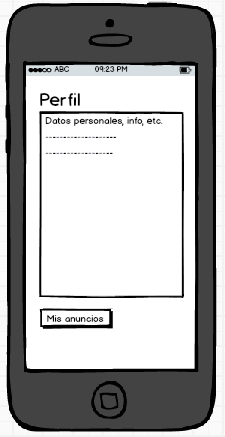 ABC 09:23 PM
Perfil
Datos personales, info, etc.
--------------------
-------------------
Mis anuncios